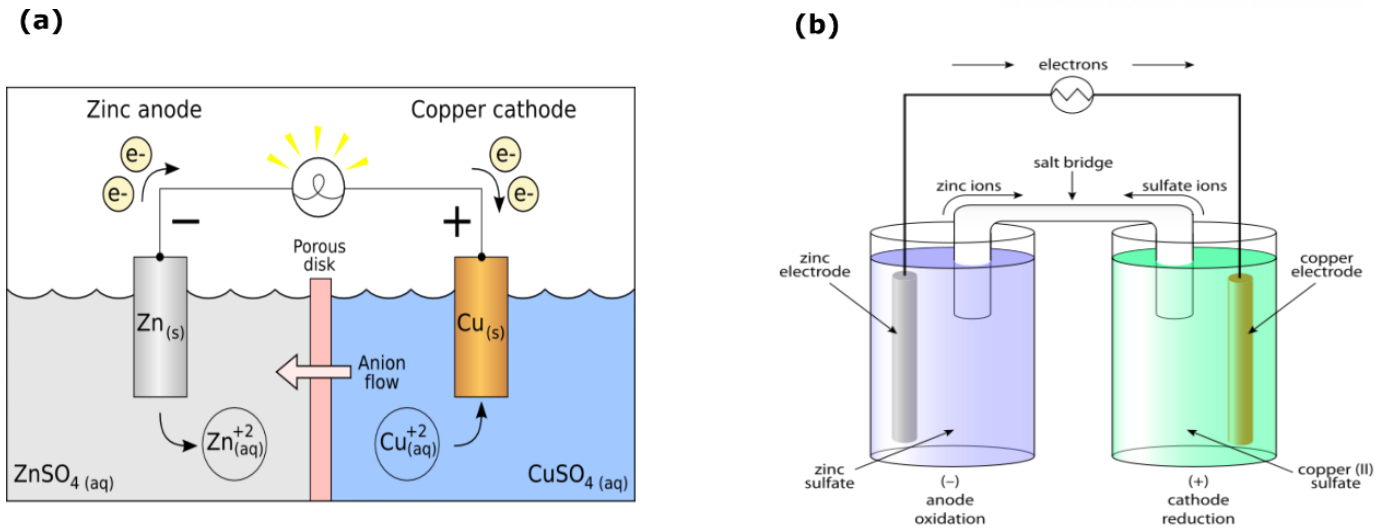 (a)
Zinc anode
Copper cathode
e-
e-
e-
e-
−
+
Porous
disk
Zn(s)
Cu(s)
Anion
flow
Zn+2(aq)
Cu+2(aq)
ZnSO4 (aq)
CuSO4 (aq)
(b)
electrons
salt bridge
zinc ions
sulfate ions
zinc
electrode
copper
electrode
zinc
sulfate
(–)
anode
oxidation
(+)
cathode
reduction
copper (II)
sulfate